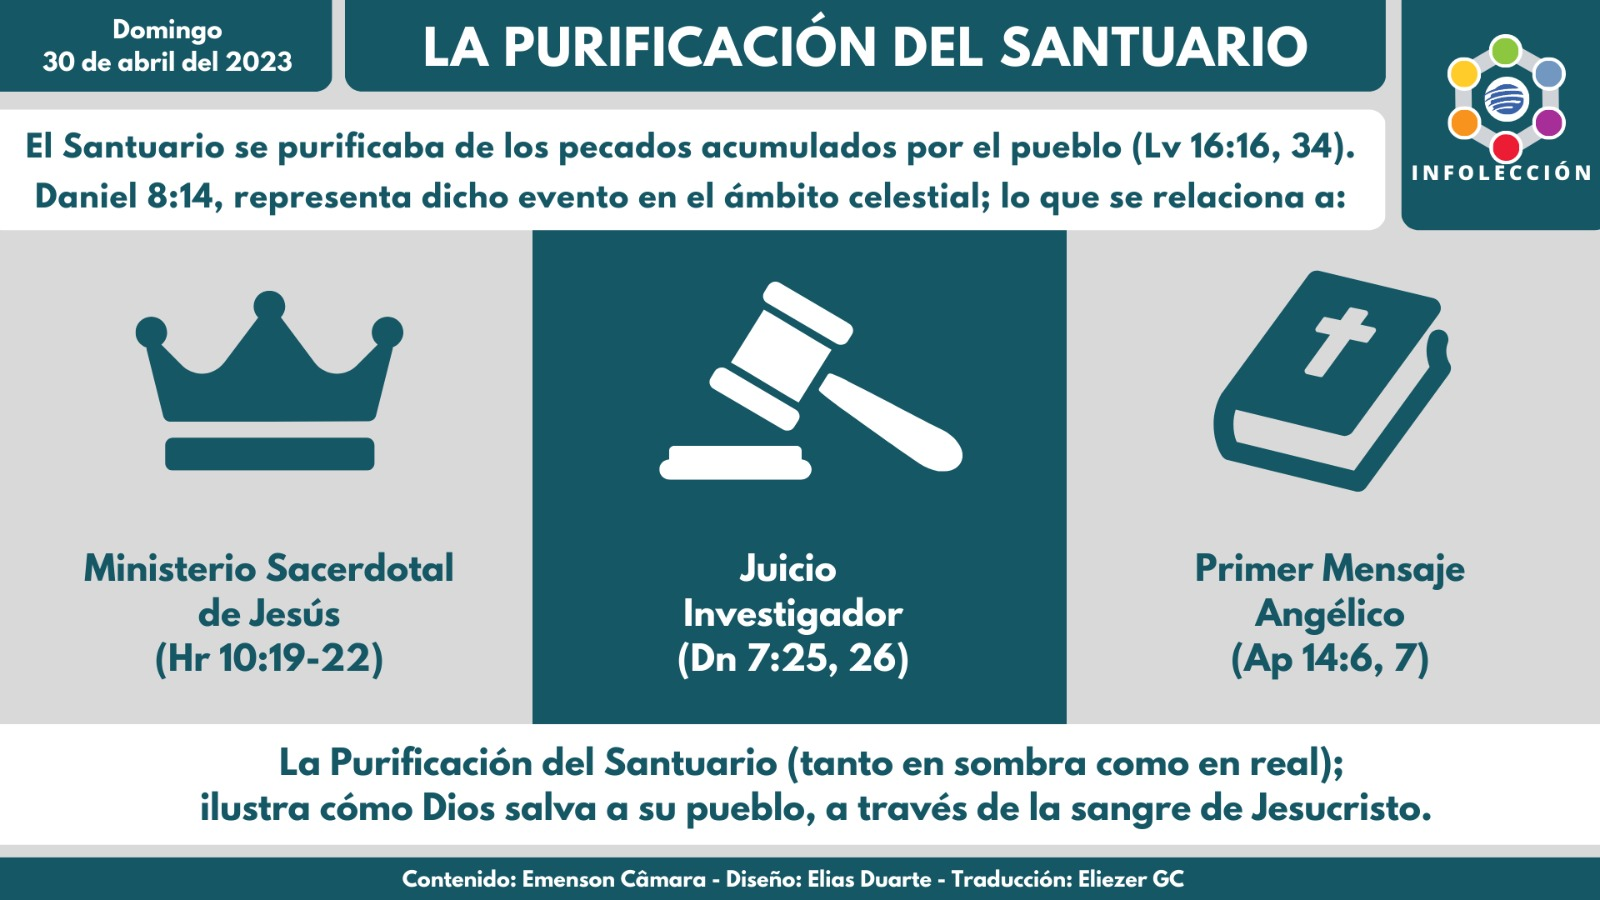 Domingo
30 de abril del 2023
LA PURIFICACIÓN DEL SANTUARIO
INFOLECCIÓN
El Santuario se purificaba de los pecados acumulados por el pueblo (Lv 16:16, 34).
Daniel 8:14, representa dicho evento en el ámbito celestial; lo que se relaciona a:
Ministerio Sacerdotal
de Jesús
(Hr 10:19-22)
Juicio
Investigador
(Dn 7:25, 26)
Primer Mensaje
Angélico
(Ap 14:6, 7)
La Purificación del Santuario (tanto en sombra como en real);
ilustra cómo Dios salva a su pueblo, a través de la sangre de Jesucristo.
Contenido: Emenson Câmara - Diseño: Elias Duarte - Traducción: Eliezer GC